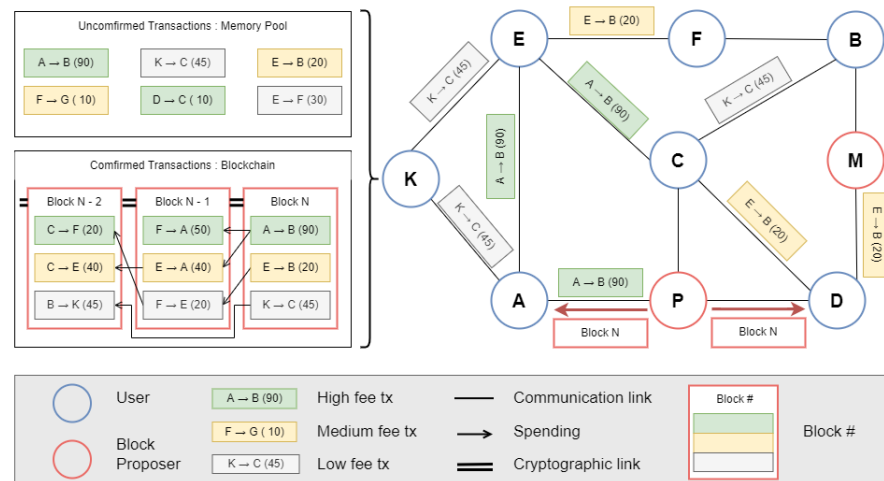 Uncomfirmed Transactions : Memory Pool
A → B (90)
K → C (45)
E → B (20)
F → G ( 10)
D → C ( 10)
E → F (30)
Comfirmed Transactions : Blockchain
Block N - 2
Block N - 1
Block N
C → F (20)
F → A (50)
A → B (90)
C → E (40)
E → A (40)
E → B (20)
B → K (45)
F → E (20)
K → C (45)
E
E → B (20)
F
B
K → C (45)
A → B (90)
K → C (45)
A → B (90)
K
C
M
K → C (45)
E → B (20)
E → B (20)
A
A → B (90)
P
D
Block N
Block N
User
A → B (90)
High fee tx
Communication link
Block #
F → G ( 10)
Medium fee tx
Spending
Block #
Block
Proposer
K → C (45)
Low fee tx
Cryptographic link